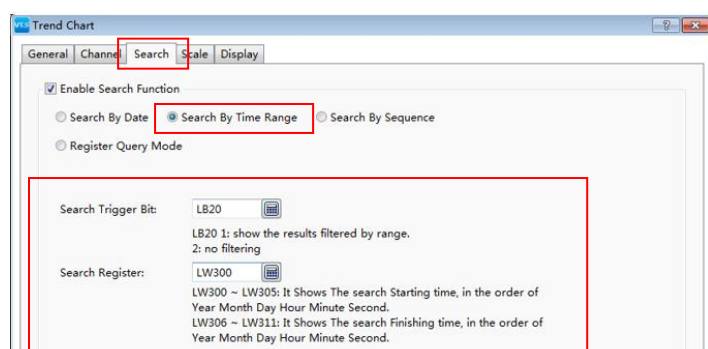 Trend Chart
General Channel Search Scale Display
Enable Search Function
Search By Date Search By Time Range Search By Sequence
Register Query Mode
Search Trigger Bit: LB20
LB20 1: show the results filtered by range.
2: no filtering
Search Register: LW300
LW300 ~ LW305: It Shows The search Starting time, in the order of
Year Month Day Hour Minute Second.
LW306 ~ LW311: It Shows The search Finishing time, in the order of
Year Month Day Hour Minute Second.